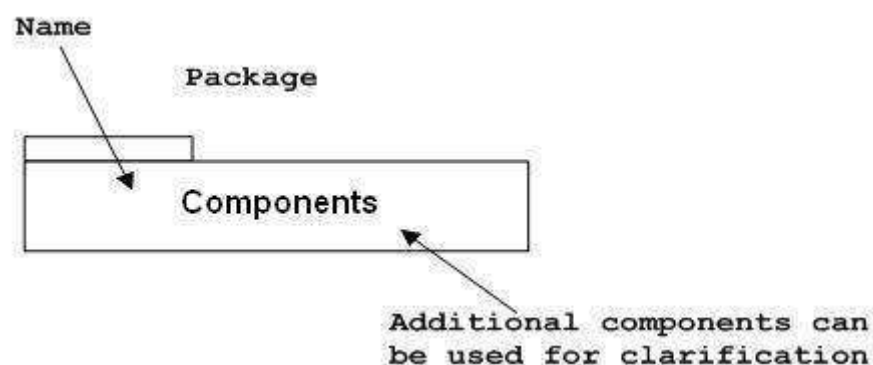 Name
Package
Components
Additional components can
be used for clarification